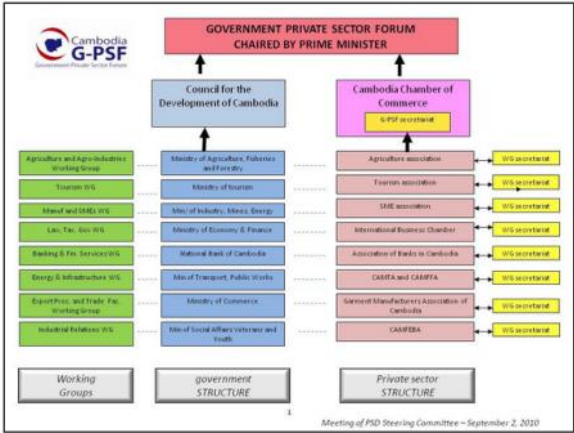 Cambodia
G-PSF
Government-Private Sector Forum
GOVERNMENT PRIVATE SECTOR FORUM
CHAIRED BY PRIME MINISTER
Council for the
Development of Cambodia
Cambodia Chamber of
Commerce
G-PSF secretariat
Agriculture and Agro-Industries
Working Group
Ministry of Agriculture, Fisheries
and Forestry
Agriculture association
WG secretariat
Tourism WG
Ministry of tourism
Tourism association
WG secretariat
Manuf and SMEs WG
Min/ of Industry, Mines, Energy
SME association
WG secretariat
Law, Tax, Gov WG
Ministry of Economy & Finance
International Business Chamber
WG secretariat
Banking & Fin. Services WG
National Bank of Cambodia
Association of Banks in Cambodia
WG secretariat
Energy & Infrastructure WG
Min of Transport, Public Works
CAMTA and CAMFFA
WG secretariat
Export Proc. and Trade Fac.
Working Group
Ministry of Commerce
Garment Manufacturers Association of
Cambodia
WG secretariat
Industrial Relations WG
Min of Social Affairs Veterans and
Youth
CAMFEBA
WG secretariat
Working
Groups
government
STRUCTURE
Private sector
STRUCTURE
1
Meeting of PSD Steering Committee – September 2, 2010